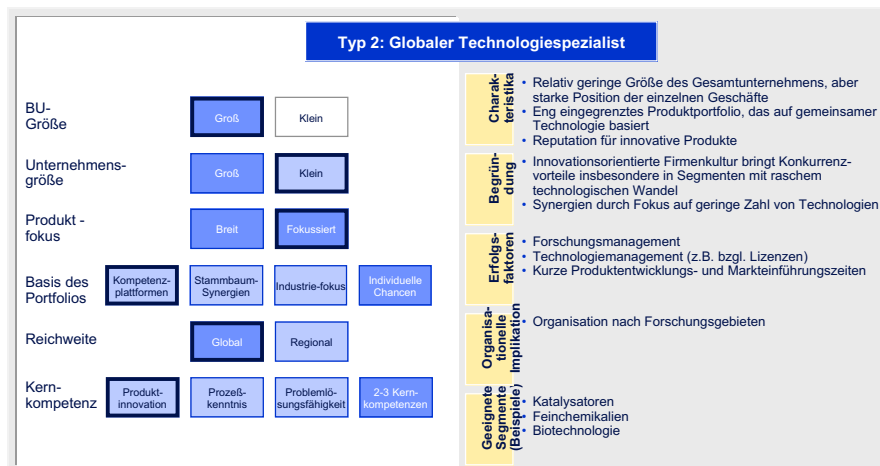 Typ 2: Globaler Technologiespezialist
BU-
Größe
Groß
Klein
Unternehmens-
größe
Groß
Klein
Produkt -
fokus
Breit
Fokussiert
Basis des
Portfolios
Kompetenz-
plattformen
Stammbaum-
Synergien
Industrie-fokus
Individuelle
Chancen
Reichweite
Global
Regional
Kern-
kompetenz
Produkt-
innovation
Prozeß-
kenntnis
Problemlö-
sungsfähigkeit
2-3 Kern-
kompetenzen
Charak-
teristika
• Relativ geringe Größe des Gesamtunternehmens, aber
starke Position der einzelnen Geschäfte
• Eng eingegrenztes Produktportfolio, das auf gemeinsamer
Technologie basiert
• Reputation für innovative Produkte
Begrün-
dung
• Innovationsorientierte Firmenkultur bringt Konkurrenz-
vorteile insbesondere in Segmenten mit raschem
technologischen Wandel
• Synergien durch Fokus auf geringe Zahl von Technologien
Erfolgs-
faktoren
• Forschungsmanagement
• Technologiemanagement (z.B. bzgl. Lizenzen)
• Kurze Produktentwicklungs- und Markteinführungszeiten
Organisa-
tionelle
Implikation
• Organisation nach Forschungsgebieten
Geeignete
Segmente
(Beispiele)
• Katalysatoren
• Feinchemikalien
• Biotechnologie